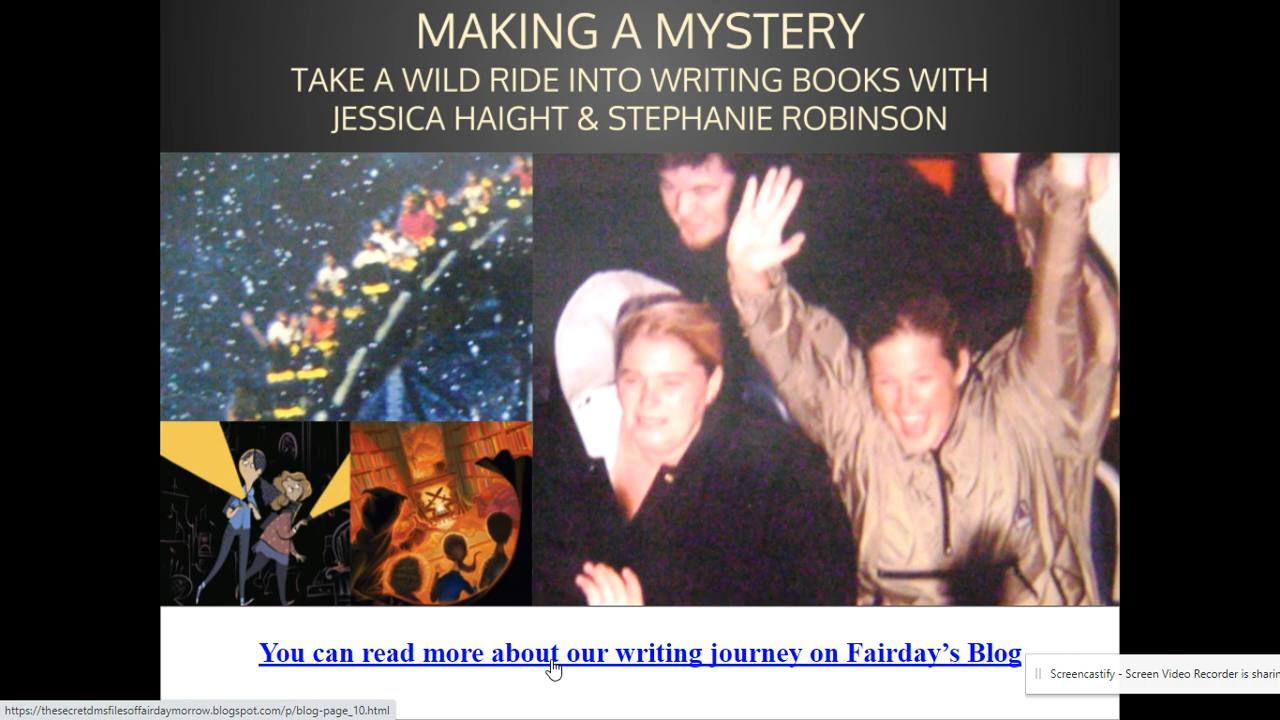 MAKING A MYSTERY
TAKE A WILD RIDE INTO WRITING BOOKS WITH
JESSICA HAIGHT & STEPHANIE ROBINSON
You can read more about our writing journey on Fairday’s Blog
Screencastify - Screen Video Recorder is sharin
https://thesecretdmsfilesoffairdaymorrow.blogspot.com/p/blog-page_10.html